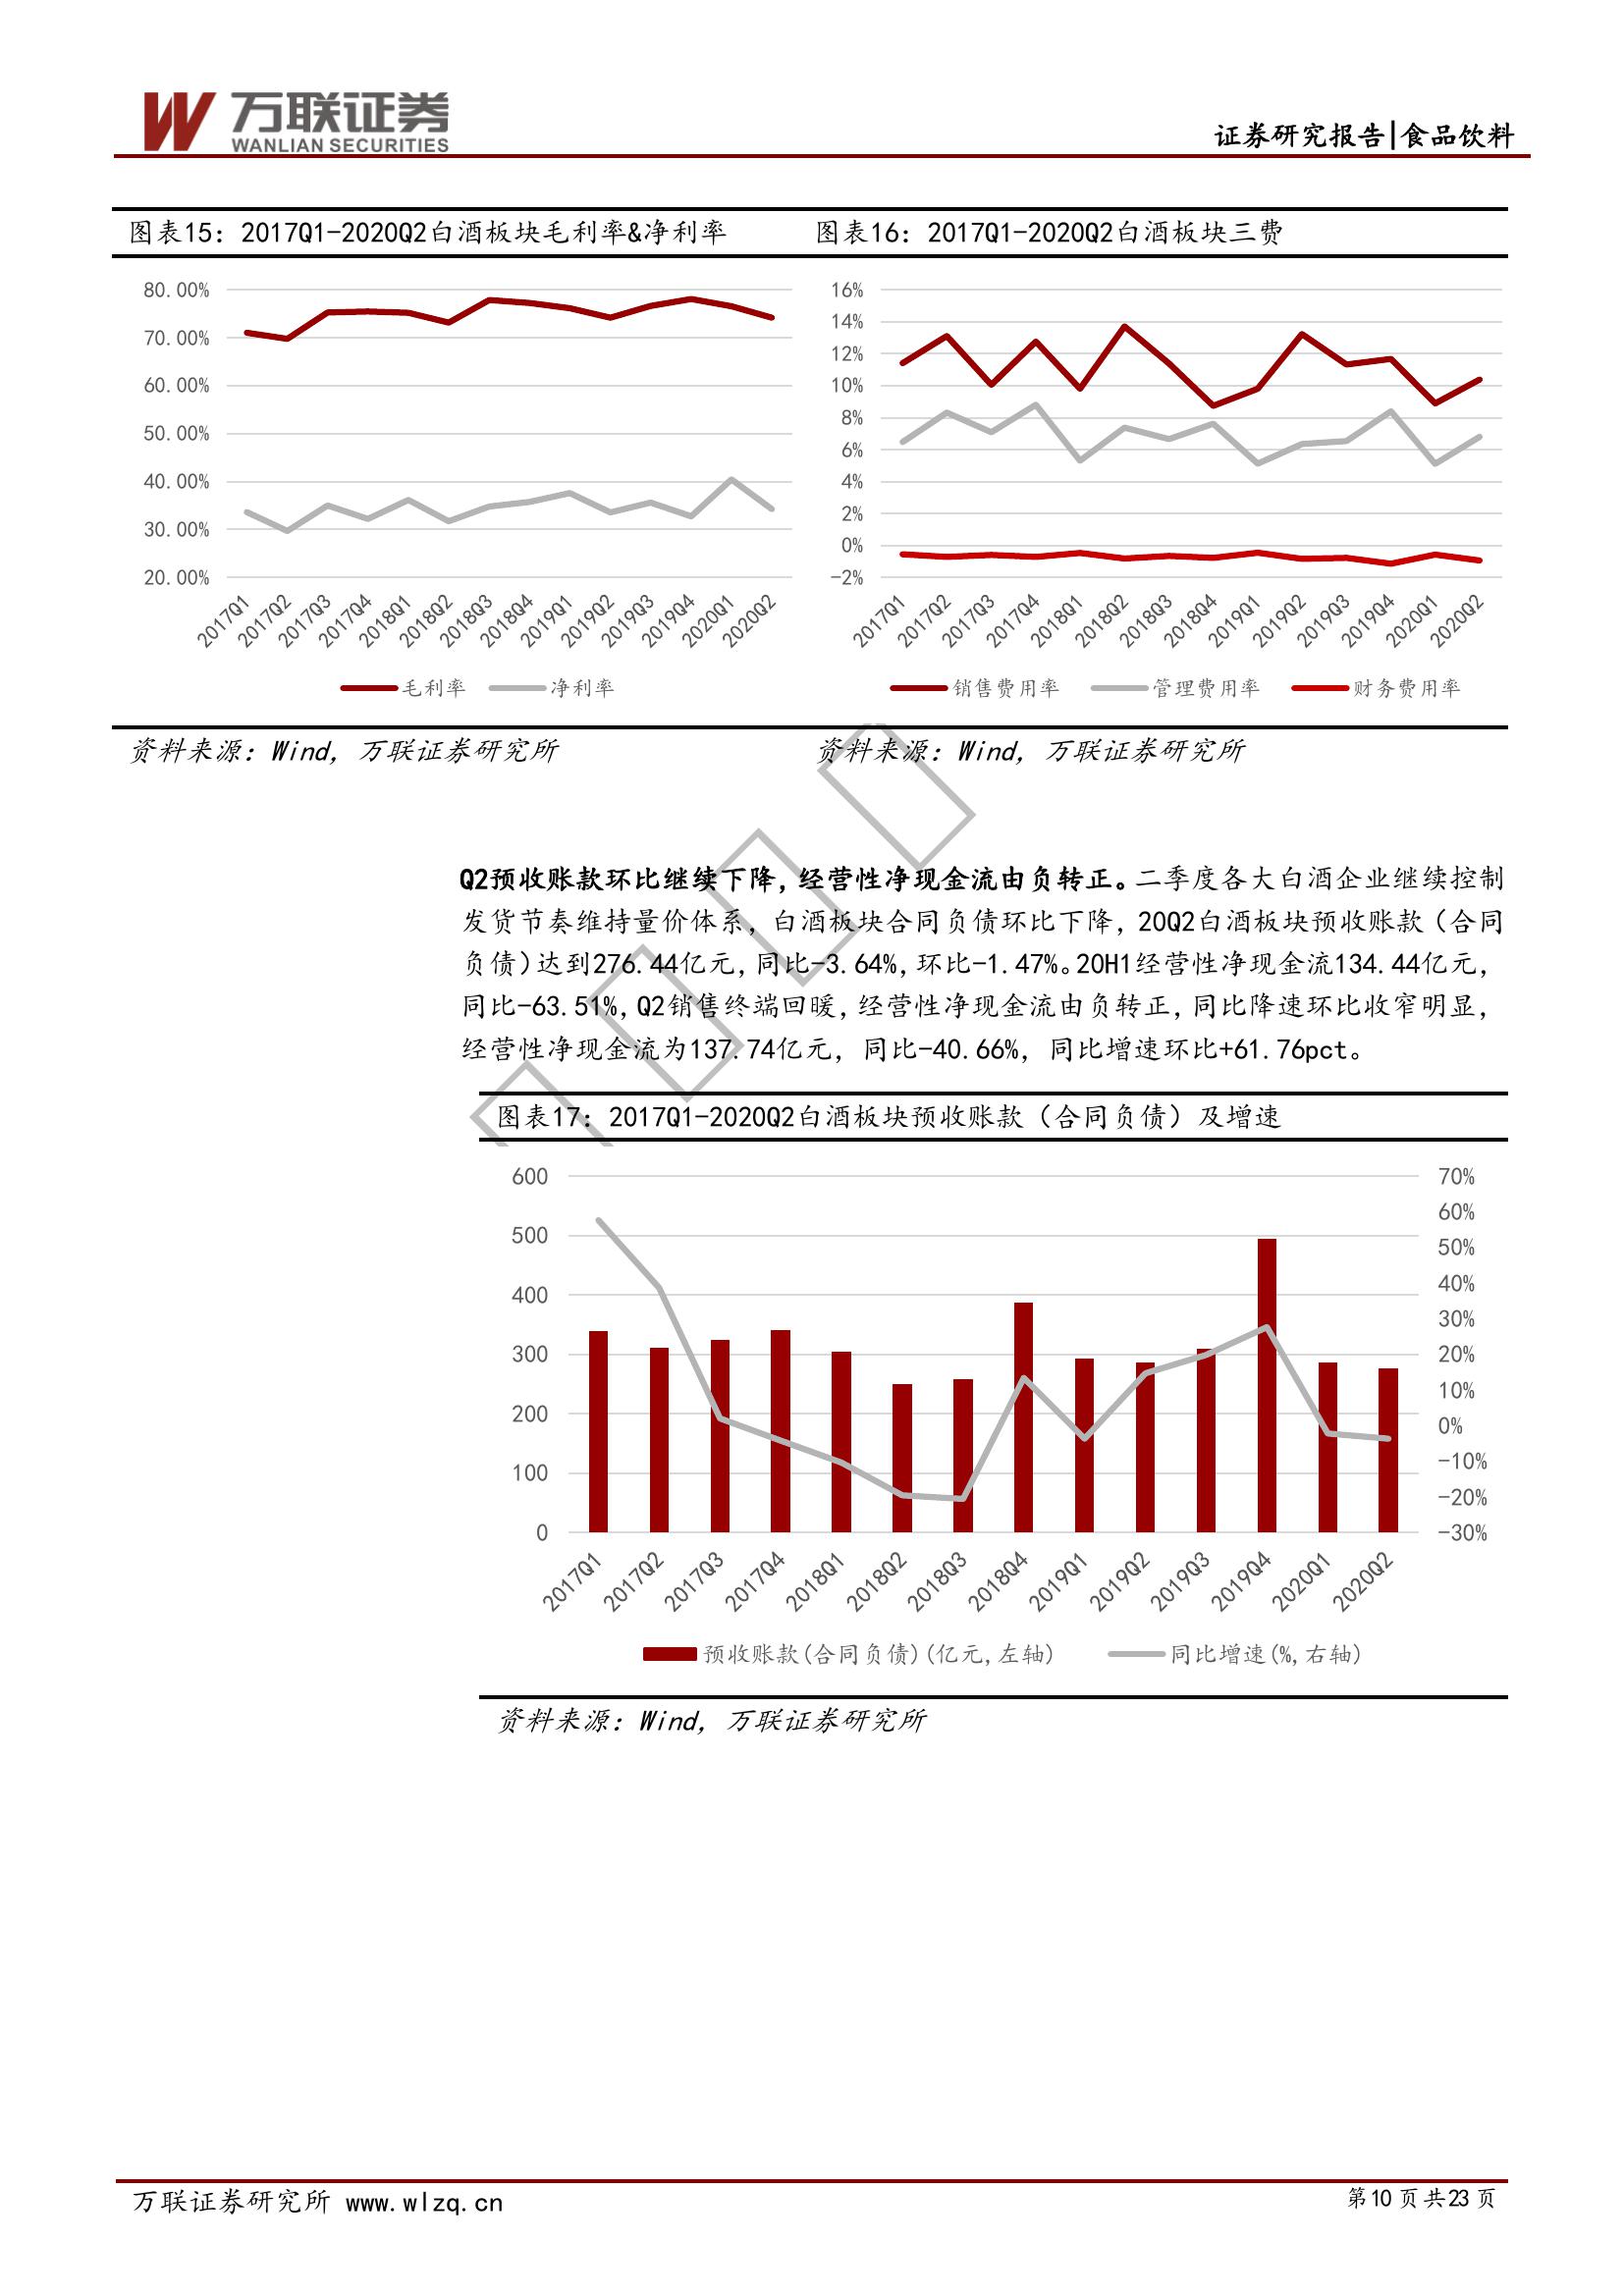 万联证券
WANLIAN SECURITIES
证券研究报告|食品饮料
图表15：2017Q1-2020Q2白酒板块毛利率&净利率
图表16：2017Q1-2020Q2白酒板块三费
80.00%
70.00%
60.00%
50.00%
40.00%
30.00%
20.00%
2017Q1
2017Q2
2017Q3
2017Q4
2018Q1
2018Q2
2018Q3
2018Q4
2019Q1
2019Q2
2019Q3
2019Q4
2020Q1
2020Q2
毛利率 净利率
16%
14%
12%
10%
8%
6%
4%
2%
0%
-2%
2017Q1
2017Q2
2017Q3
2017Q4
2018Q1
2018Q2
2018Q3
2018Q4
2019Q1
2019Q2
2019Q3
2019Q4
2020Q1
2020Q2
销售费用率 管理费用率 财务费用率
资料来源：Wind, 万联证券研究所
资料来源：Wind, 万联证券研究所
Q2预收账款环比继续下降，经营性净现金流由负转正。二季度各大白酒企业继续控制
发货节奏维持量价体系，白酒板块合同负债环比下降，20Q2白酒板块预收账款（合同
负债）达到276.44亿元，同比-3.64%，环比-1.47%。20H1经营性净现金流134.44亿元，
同比-63.51%，Q2销售终端回暖，经营性净现金流由负转正，同比降速环比收窄明显，
经营性净现金流为137.74亿元，同比-40.66%，同比增速环比+61.76pct。
图表17：2017Q1-2020Q2白酒板块预收账款（合同负债）及增速
600
500
400
300
200
100
0
70%
60%
50%
40%
30%
20%
10%
0%
-10%
-20%
-30%
2017Q1
2017Q2
2017Q3
2017Q4
2018Q1
2018Q2
2018Q3
2018Q4
2019Q1
2019Q2
2019Q3
2019Q4
2020Q1
2020Q2
预收账款(合同负债)(亿元,左轴) 同比增速(%,右轴)
资料来源：Wind, 万联证券研究所
万联证券研究所 www.wlzq.cn
第10页共23页